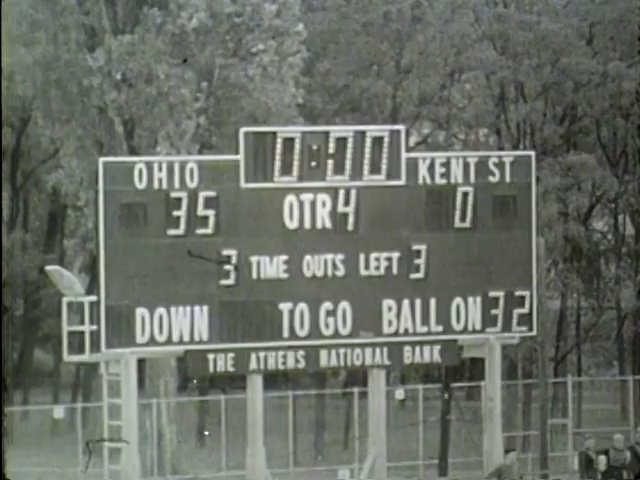 0:00
OHIO KENT ST
35 QTR 4 0
3 TIME OUTS LEFT 3
DOWN TO GO BALL ON 32
THE ATHENS NATIONAL BANK